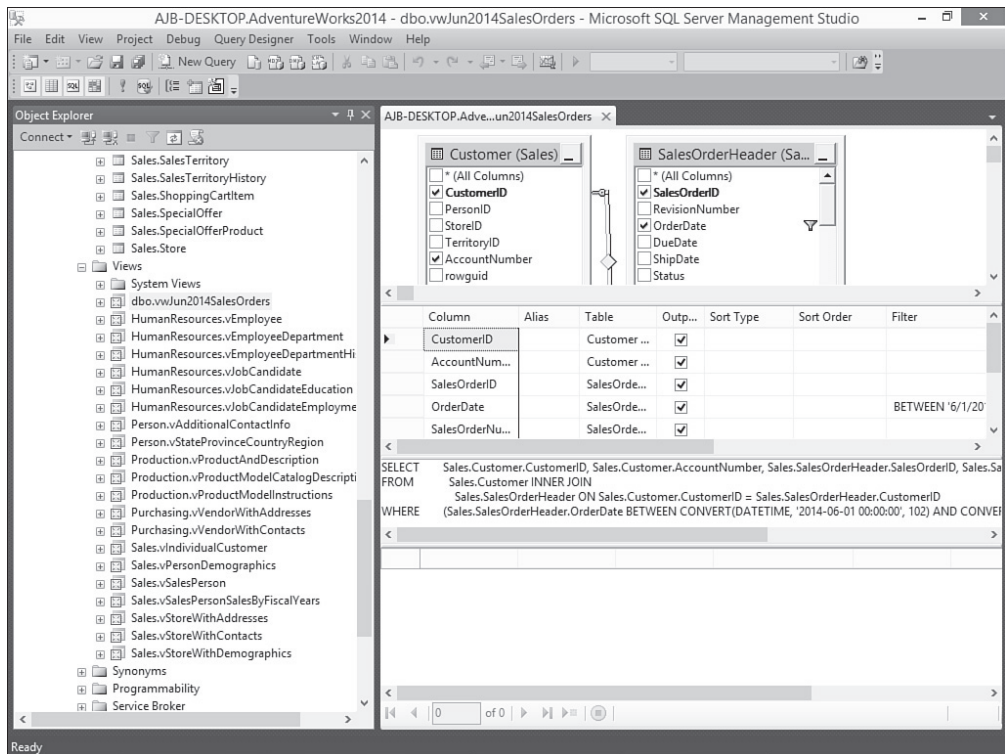 AJB-DESKTOP.AdventureWorks2014 - dbo.vwJun2014SalesOrders - Microsoft SQL Server Management Studio
File Edit View Project Debug Query Designer Tools Window Help
New Query
Object Explorer
Connect
Sales.SalesTerritory
Sales.SalesTerritoryHistory
Sales.ShoppingCartItem
Sales.SpecialOffer
Sales.SpecialOfferProduct
Sales.Store
Views
System Views
dbo.vwJun2014SalesOrders
HumanResources.vEmployee
HumanResources.vEmployeeDepartment
HumanResources.vEmployeeDepartmentHi
HumanResources.vJobCandidate
HumanResources.vJobCandidateEducation
HumanResources.vJobCandidateEmployme
Person.vAdditionalContactInfo
Person.vStateProvinceCountryRegion
Production.vProductAndDescription
Production.vProductModelCatalogDescripti
Production.vProductModelInstructions
Purchasing.vVendorWithAddresses
Purchasing.vVendorWithContacts
Sales.vIndividualCustomer
Sales.vPersonDemographics
Sales.vSalesPerson
Sales.vSalesPersonSalesByFiscalYears
Sales.vStoreWithAddresses
Sales.vStoreWithContacts
Sales.vStoreWithDemographics
Synonyms
Programmability
Service Broker
AJB-DESKTOP.Adve...un2014SalesOrders
Customer (Sales)
* (All Columns)
CustomerID
PersonID
StoreID
TerritoryID
AccountNumber
rowguid
SalesOrderHeader (Sa...
* (All Columns)
SalesOrderID
RevisionNumber
OrderDate
DueDate
ShipDate
Status
Column Alias Table Outp... Sort Type Sort Order Filter
CustomerID Customer ...
AccountNum... Customer ...
SalesOrderID SalesOrde...
OrderDate SalesOrde... BETWEEN '6/1/20
SalesOrderNu... SalesOrde...
SELECT Sales.Customer.CustomerID, Sales.Customer.AccountNumber, Sales.SalesOrderHeader.SalesOrderID, Sales.Sa
FROM Sales.Customer INNER JOIN
Sales.SalesOrderHeader ON Sales.Customer.CustomerID = Sales.SalesOrderHeader.CustomerID
WHERE (Sales.SalesOrderHeader.OrderDate BETWEEN CONVERT(DATETIME, '2014-06-01 00:00:00', 102) AND CONVER
0 of 0
Ready